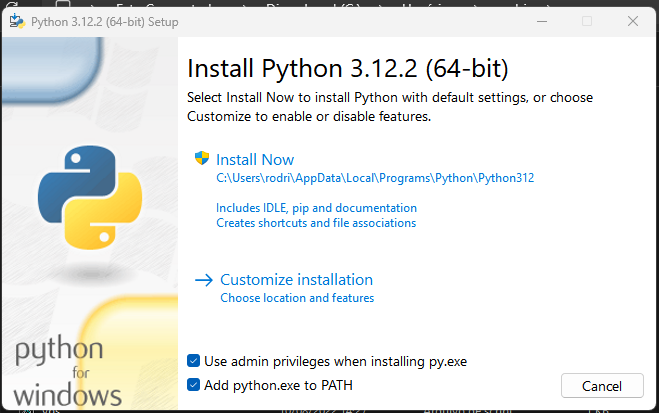 Python 3.12.2 (64-bit) Setup
Install Python 3.12.2 (64-bit)
Select Install Now to install Python with default settings, or choose
Customize to enable or disable features.
Install Now
C:\Users\rodri\AppData\Local\Programs\Python\Python312
Includes IDLE, pip and documentation
Creates shortcuts and file associations
Customize installation
Choose location and features
Use admin privileges when installing py.exe
Add python.exe to PATH
Cancel
python
for
windows